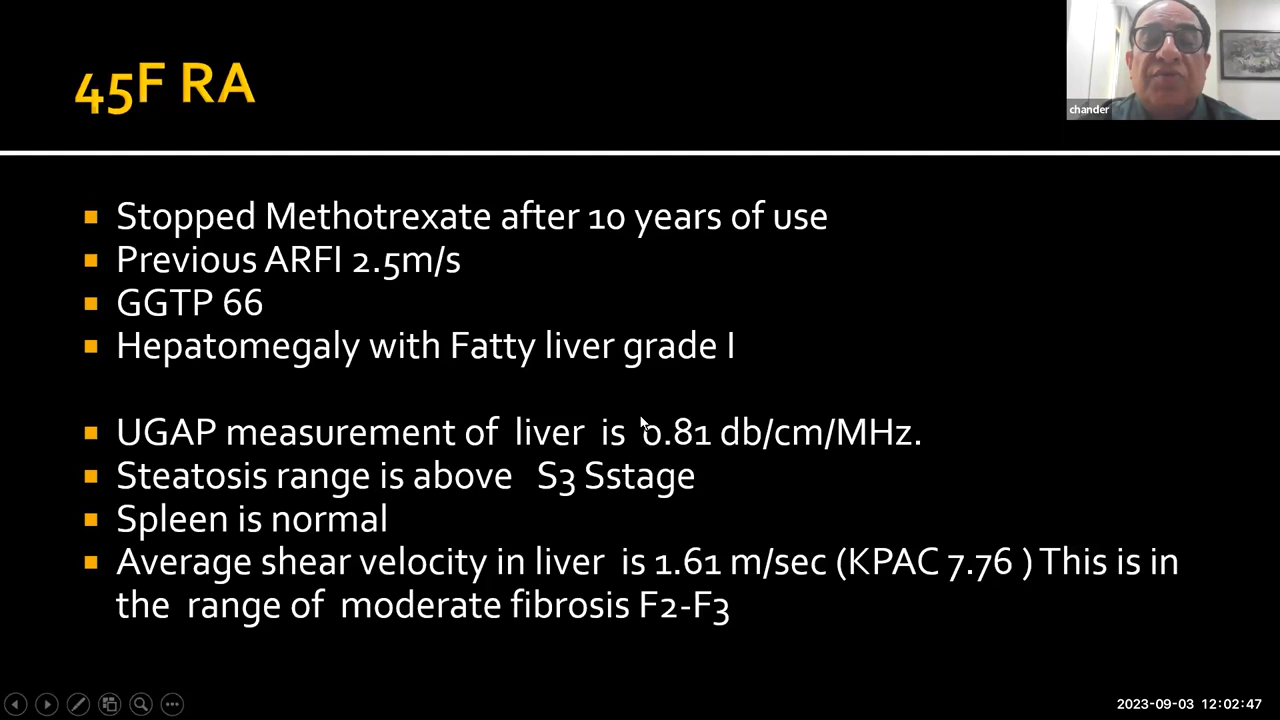 45F RA
chander
Stopped Methotrexate after 10 years of use
Previous ARFI 2.5m/s
GGTP 66
Hepatomegaly with Fatty liver grade I
UGAP measurement of liver is 0.81 db/cm/MHz.
Steatosis range is above S3 Sstage
Spleen is normal
Average shear velocity in liver is 1.61 m/sec (KPAC 7.76 ) This is in
the range of moderate fibrosis F2-F3
2023-09-03 12:02:47